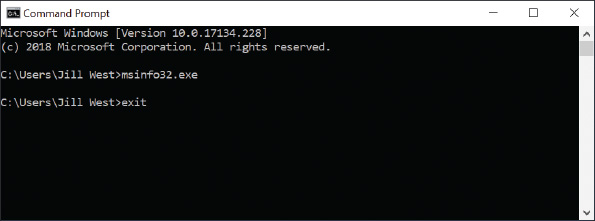 Command Prompt
Microsoft Windows [Version 10.0.17134.228]
(c) 2018 Microsoft Corporation. All rights reserved.
C:\Users\Jill West>msinfo32.exe
C:\Users\Jill West>exit